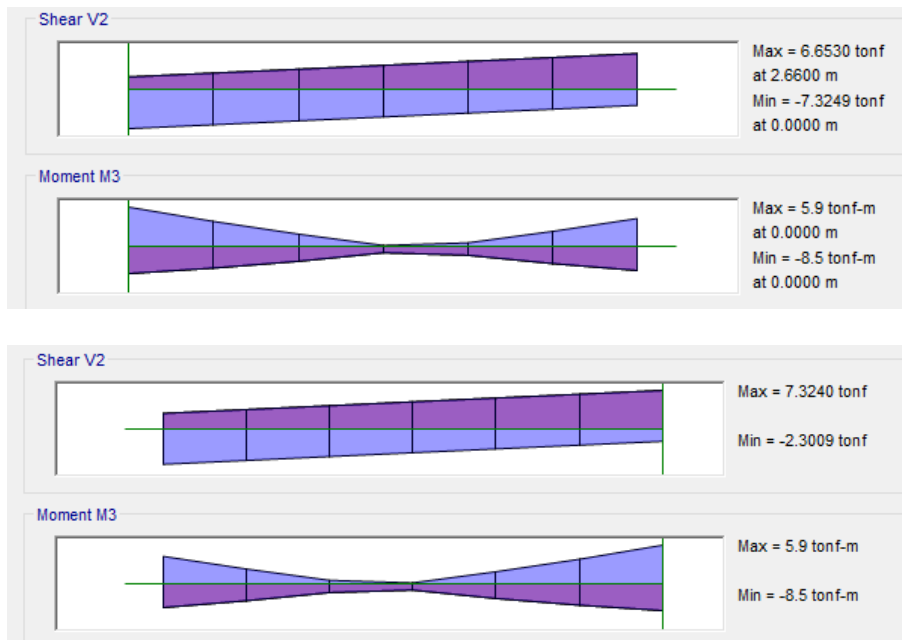 Shear V2
Max = 6.6530 tonf
at 2.6600 m
Min = -7.3249 tonf
at 0.0000 m
Moment M3
Max = 5.9 tonf-m
at 0.0000 m
Min = -8.5 tonf-m
at 0.0000 m
Shear V2
Max = 7.3240 tonf
Min = -2.3009 tonf
Moment M3
Max = 5.9 tonf-m
Min = -8.5 tonf-m